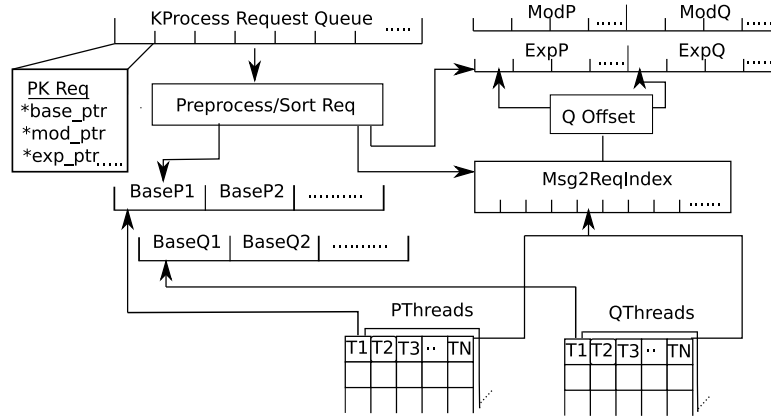 KProcess Request Queue
......
ModP
ModQ
......
......
ExpP
ExpQ
......
......
PK Req
*base_ptr
*mod_ptr
*exp_ptr
.....
Preprocess/Sort Req
Q Offset
Msg2ReqIndex
.......
BaseP1
BaseP2
..........
BaseQ1
BaseQ2
..........
PThreads
QThreads
T1 T2 T3 .. TN
T1 T2 T3 .. TN